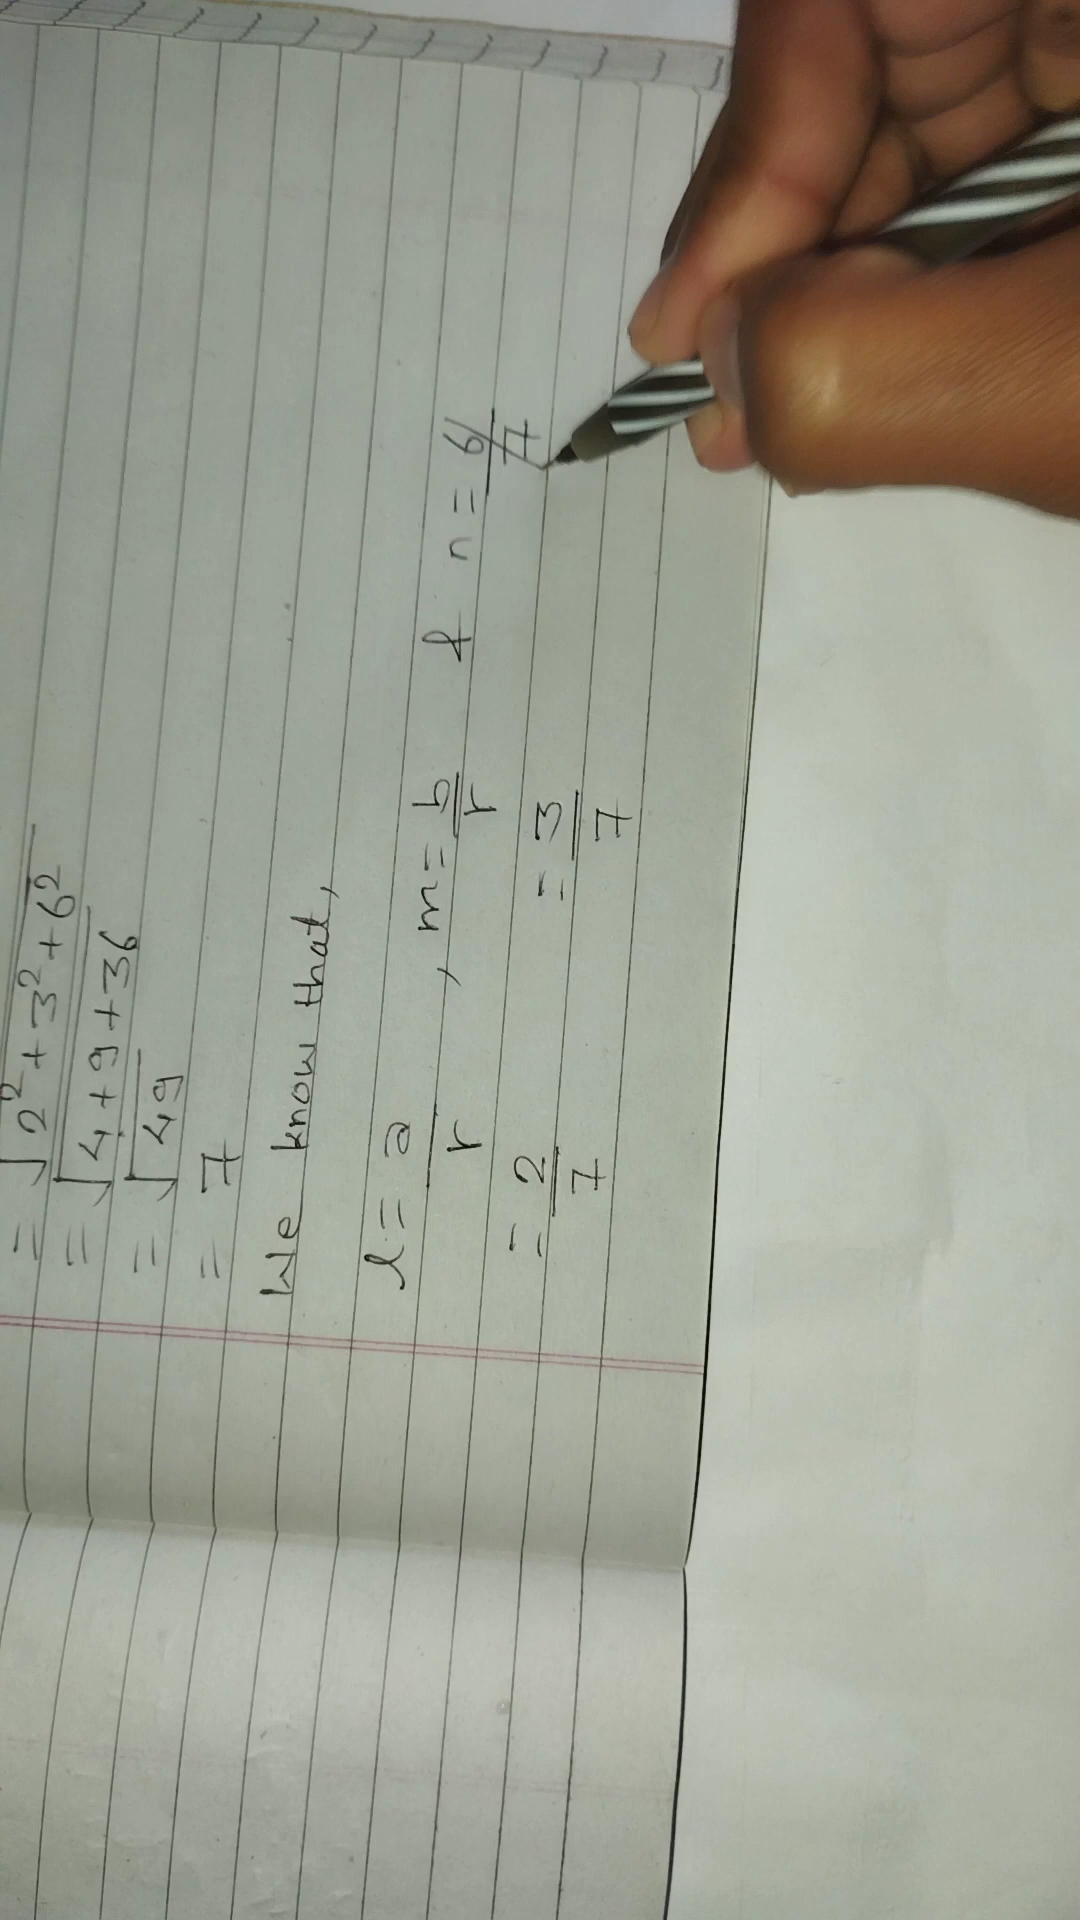 = √2² + 3² + 6²
= √4 + 9 + 36
= √49
= 7
We know that,
l = a/r , m = b/r & n = 6/7
= 2/7 = 3/7